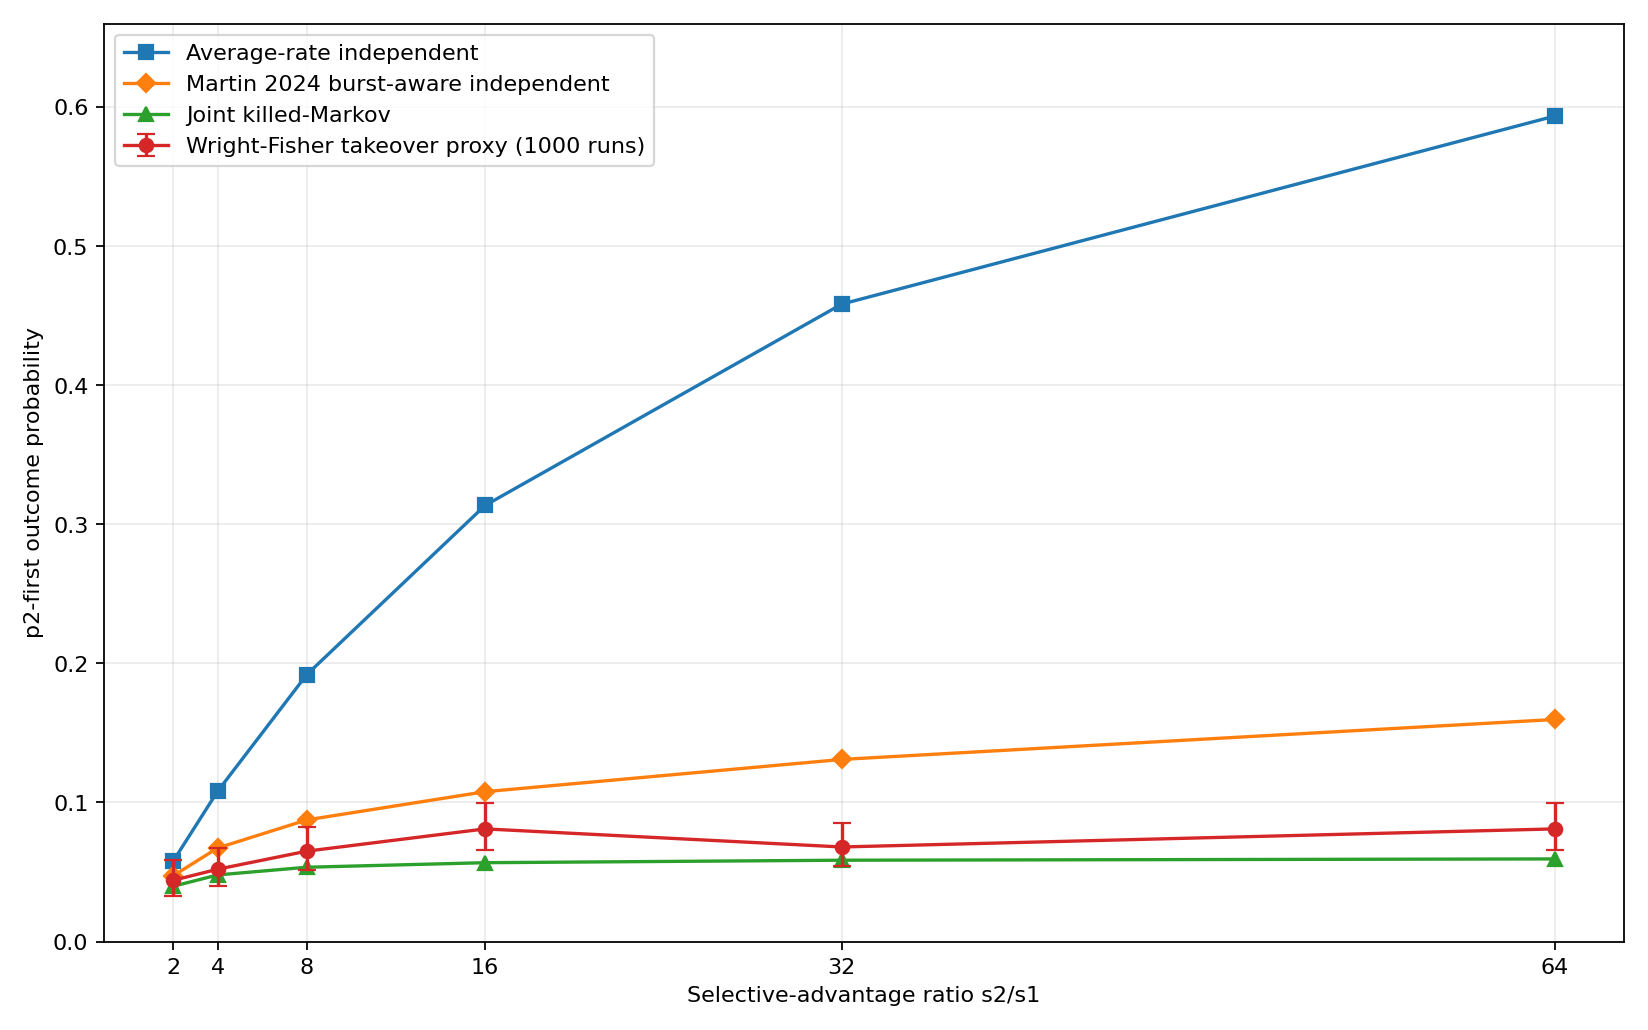 Average-rate independent
Martin 2024 burst-aware independent
Joint killed-Markov
Wright-Fisher takeover proxy (1000 runs)
p2-first outcome probability
0.6
0.5
0.4
0.3
0.2
0.1
0.0
2 4 8 16 32 64
Selective-advantage ratio s2/s1